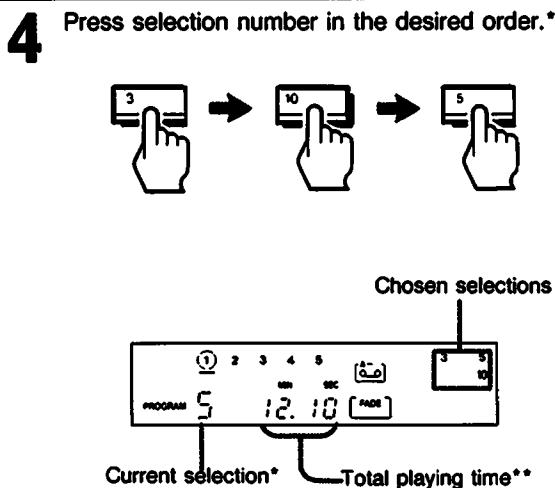 4 Press selection number in the desired order.*
3 10 5
Chosen selections
1 2 3 4 5
3 5
10
MIN SEC
PROGRAM 5 12. 10 FADE
Current selection* Total playing time**